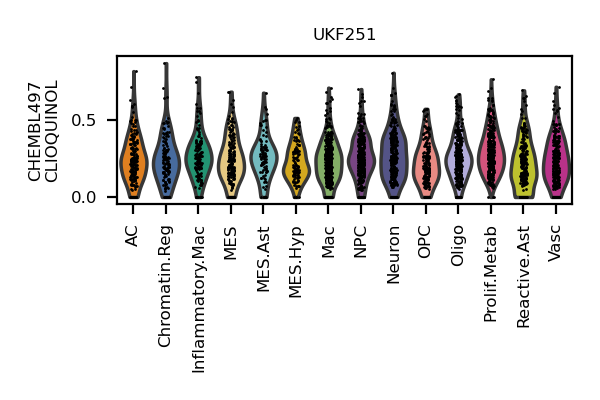 UKF251
CHEMBL497
CLIOQUINOL
0.5
0.0
AC
Chromatin.Reg
Inflammatory.Mac
MES
MES.Ast
MES.Hyp
Mac
NPC
Neuron
OPC
Oligo
Prolif.Metab
Reactive.Ast
Vasc